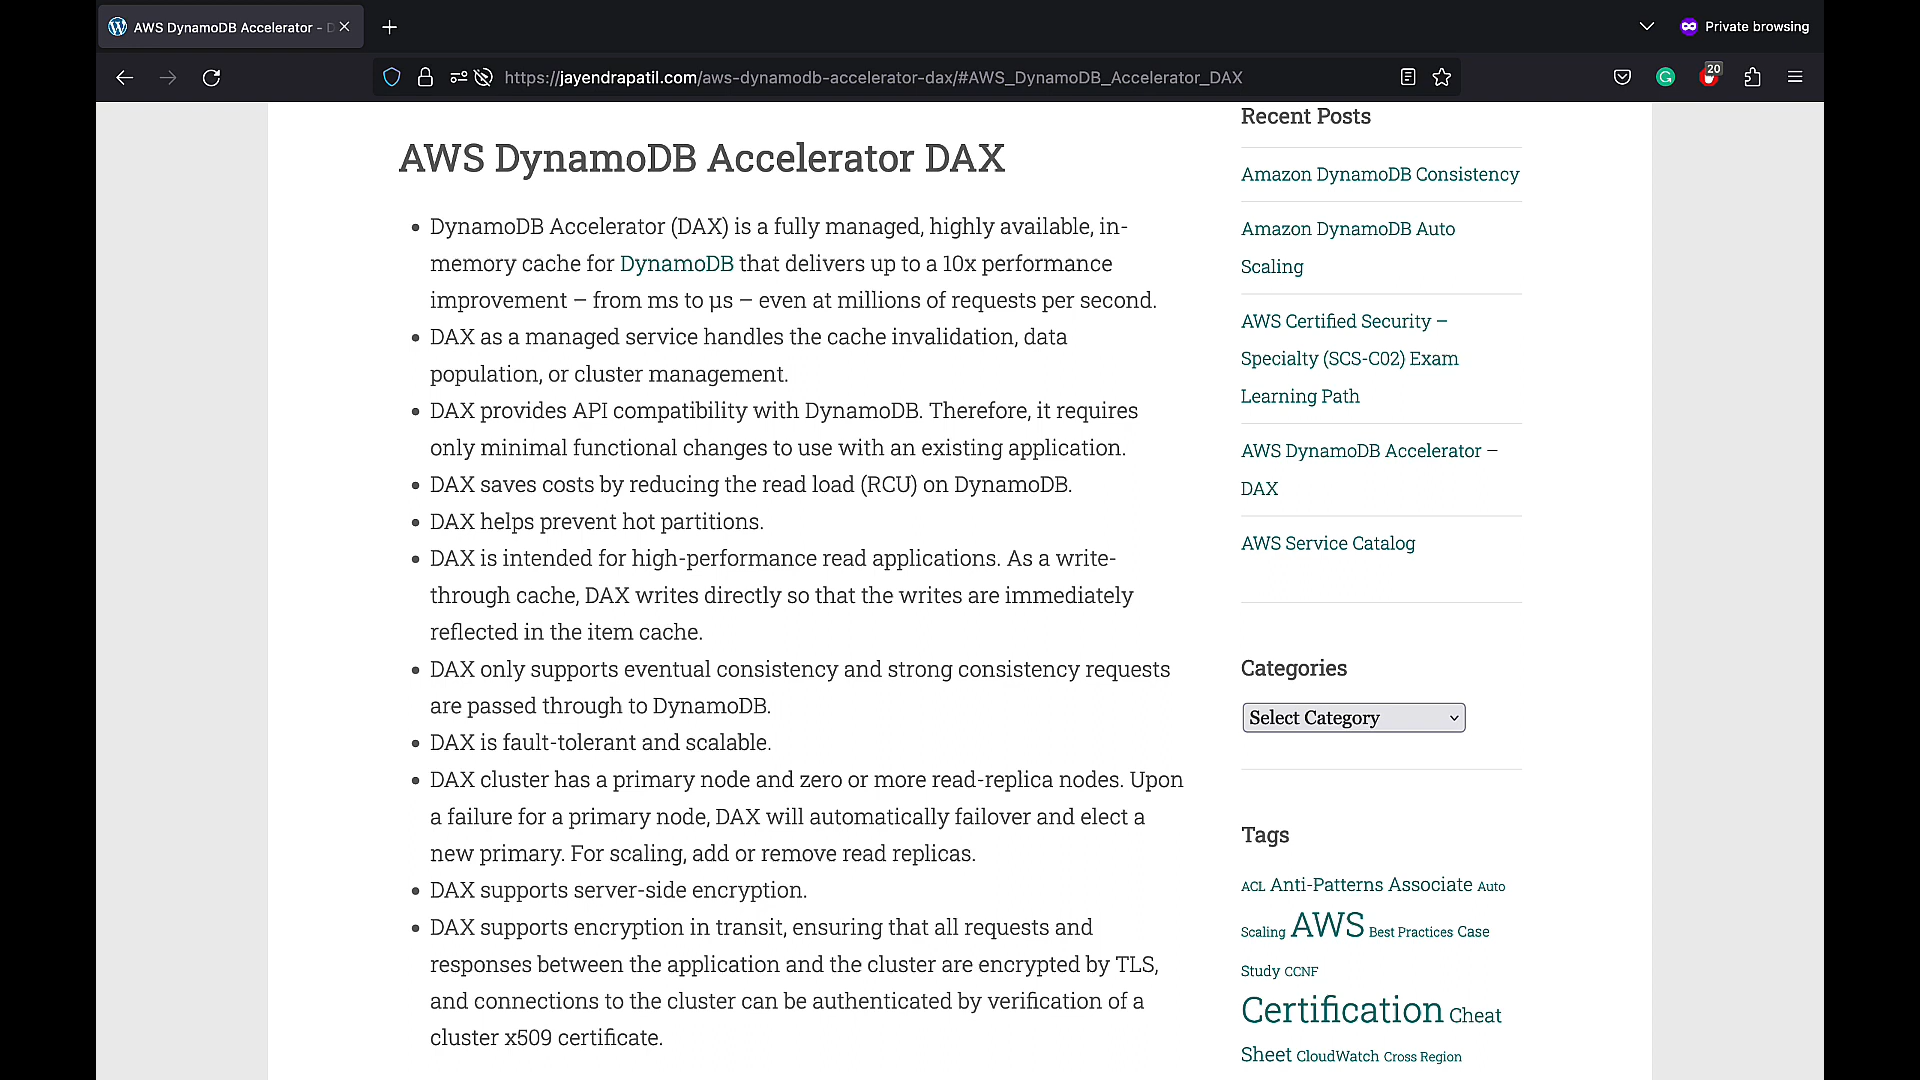 AWS DynamoDB Accelerator - D
Private browsing
https://jayendrapatil.com/aws-dynamodb-accelerator-dax/#AWS_DynamoDB_Accelerator_DAX
20
AWS DynamoDB Accelerator DAX
• DynamoDB Accelerator (DAX) is a fully managed, highly available, in-
memory cache for DynamoDB that delivers up to a 10x performance
improvement – from ms to µs – even at millions of requests per second.
• DAX as a managed service handles the cache invalidation, data
population, or cluster management.
• DAX provides API compatibility with DynamoDB. Therefore, it requires
only minimal functional changes to use with an existing application.
• DAX saves costs by reducing the read load (RCU) on DynamoDB.
• DAX helps prevent hot partitions.
• DAX is intended for high-performance read applications. As a write-
through cache, DAX writes directly so that the writes are immediately
reflected in the item cache.
• DAX only supports eventual consistency and strong consistency requests
are passed through to DynamoDB.
• DAX is fault-tolerant and scalable.
• DAX cluster has a primary node and zero or more read-replica nodes. Upon
a failure for a primary node, DAX will automatically failover and elect a
new primary. For scaling, add or remove read replicas.
• DAX supports server-side encryption.
• DAX supports encryption in transit, ensuring that all requests and
responses between the application and the cluster are encrypted by TLS,
and connections to the cluster can be authenticated by verification of a
cluster x509 certificate.
Recent Posts
Amazon DynamoDB Consistency
Amazon DynamoDB Auto
Scaling
AWS Certified Security –
Specialty (SCS-C02) Exam
Learning Path
AWS DynamoDB Accelerator –
DAX
AWS Service Catalog
Categories
Select Category
Tags
ACL Anti-Patterns Associate Auto
Scaling AWS Best Practices Case
Study CCNF
Certification Cheat
Sheet CloudWatch Cross Region